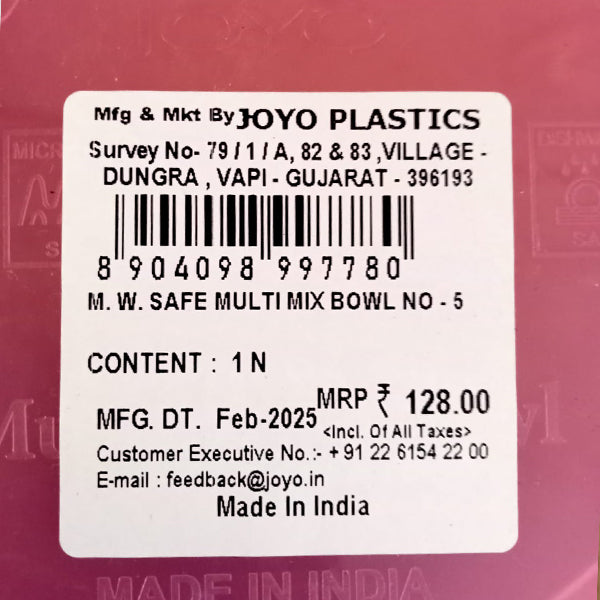 JOYO
Mfg & Mkt By JOYO PLASTICS
Survey No- 79 / 1 / A, 82 & 83 ,VILLAGE -
DUNGRA , VAPI - GUJARAT - 396193
8 904098 997780
M. W. SAFE MULTI MIX BOWL NO - 5
CONTENT : 1 N
MRP ₹ 128.00
MFG. DT. Feb-2025
<Incl. Of All Taxes>
Customer Executive No.:- + 91 22 6154 22 00
E-mail : feedback@joyo.in
Made In India
MADE IN INDIA